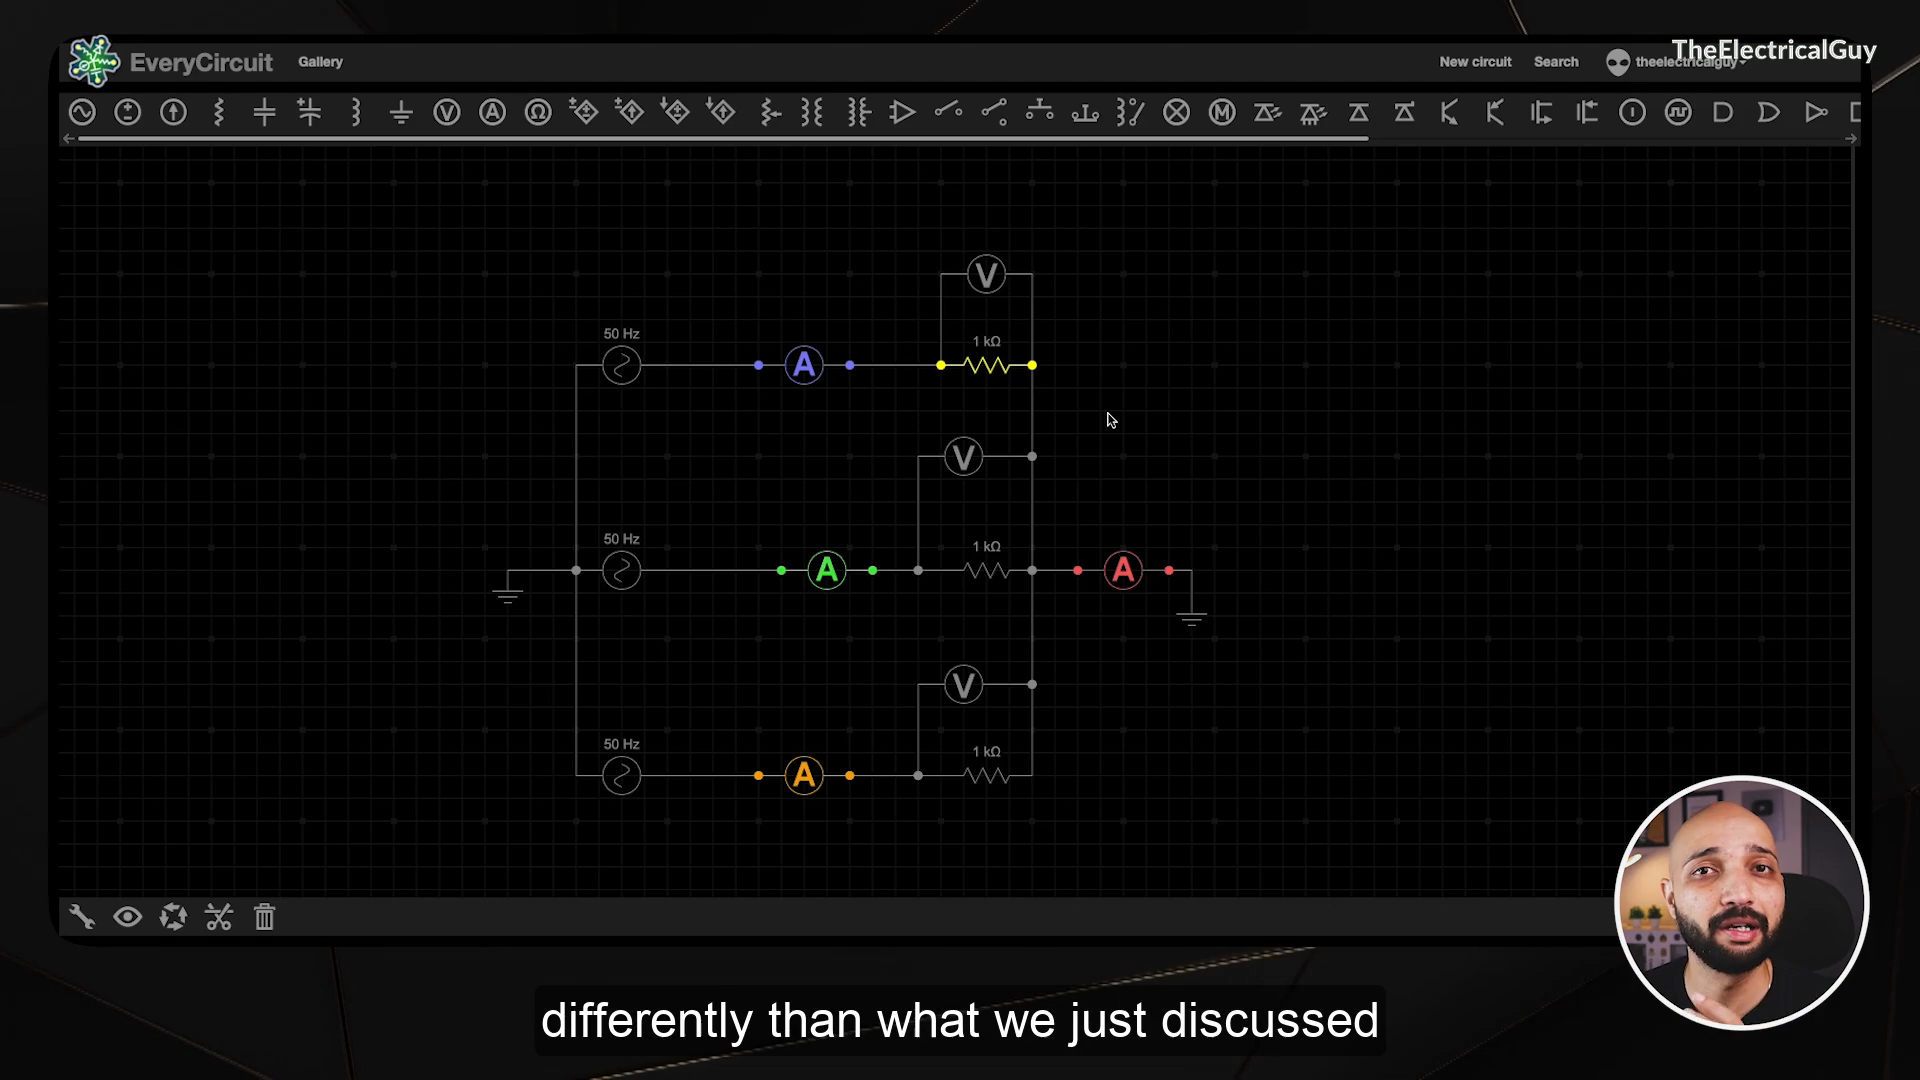 TheElectricalGuy
EveryCircuit
Gallery
New circuit
Search
theelectricalguy
V
50 Hz
1 kΩ
A
V
50 Hz
1 kΩ
A
A
V
50 Hz
1 kΩ
A
differently than what we just discussed